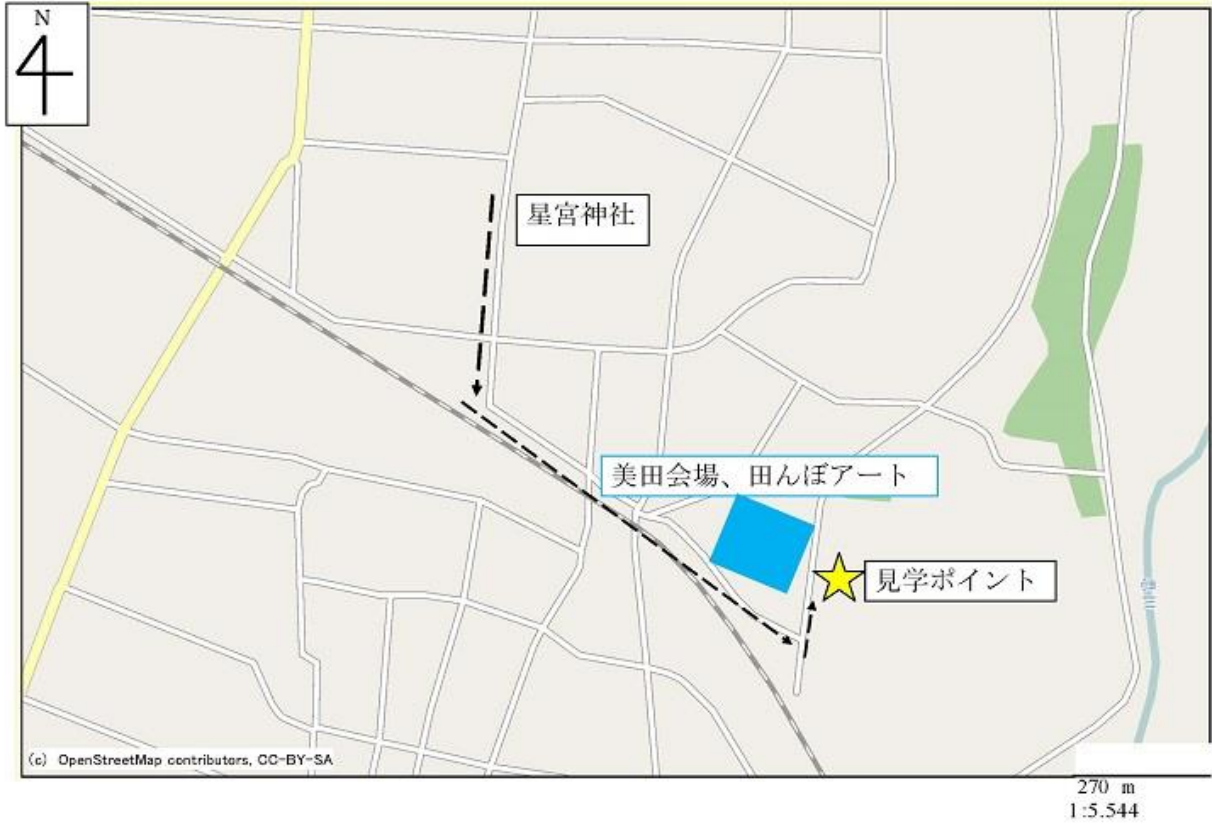 N
星宮神社
美田会場、田んぼアート
見学ポイント
(c) OpenStreetMap contributors, CC-BY-SA
270 m
1:5.544